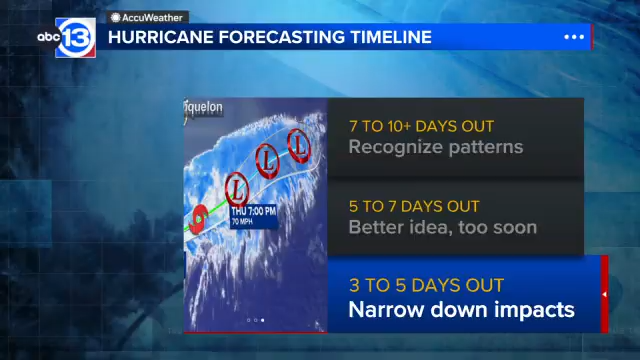 AccuWeather
abc 13
HURRICANE FORECASTING TIMELINE
quelon
L
L
L
THU 7:00 PM
70 MPH
7 TO 10+ DAYS OUT
Recognize patterns
5 TO 7 DAYS OUT
Better idea, too soon
3 TO 5 DAYS OUT
Narrow down impacts